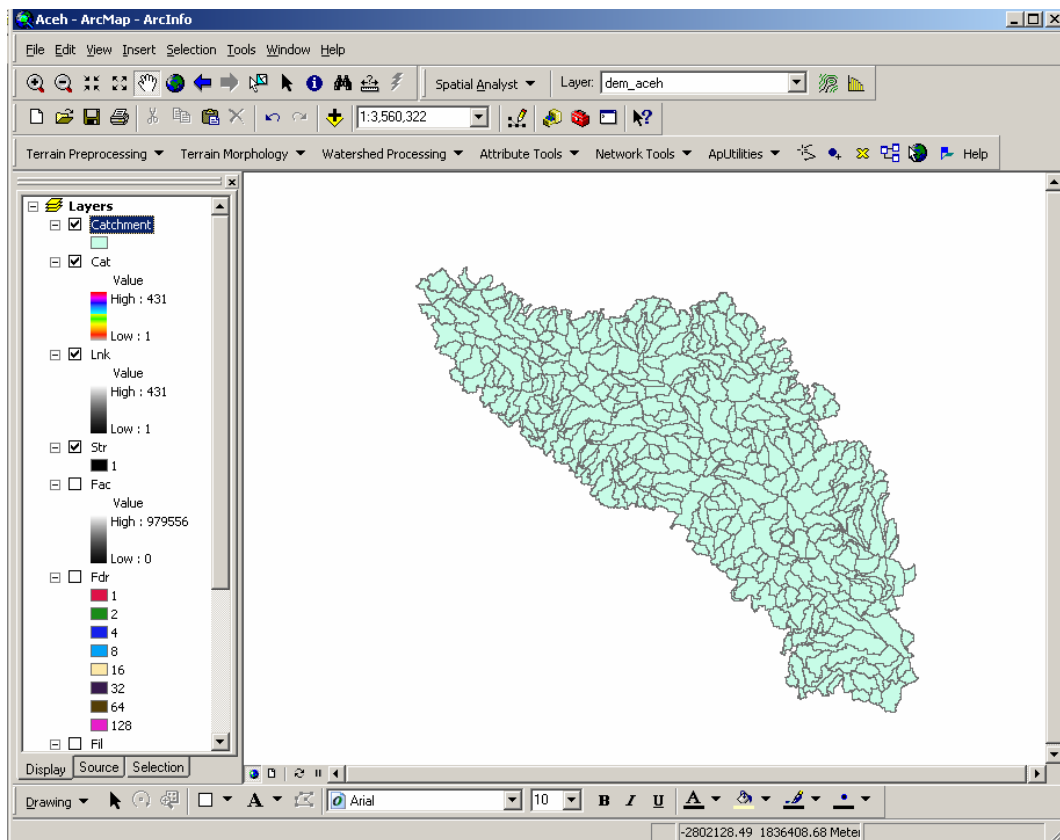 Aceh - ArcMap - ArcInfo
File Edit View Insert Selection Tools Window Help
Spatial Analyst Layer: dem_aceh
1:3,560,322
Terrain Preprocessing Terrain Morphology Watershed Processing Attribute Tools Network Tools ApUtilities Help
Layers
Catchment
Cat
Value
High : 431
Low : 1
Lnk
Value
High : 431
Low : 1
Str
1
Fac
Value
High : 979556
Low : 0
Fdr
1
2
4
8
16
32
64
128
Fil
Display Source Selection
Drawing A Arial 10 B I U A
-2802128.49 1836408.68 Meter